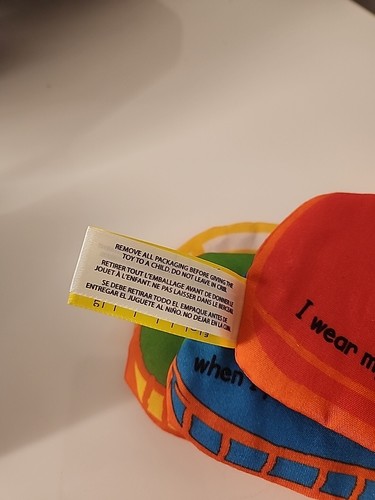 REMOVE ALL PACKAGING BEFORE GIVING THE
TOY TO A CHILD. DO NOT LEAVE IN CRIB.
RETIRER TOUT L'EMBALLAGE AVANT DE DONNER LE
JOUET À L'ENFANT. NE PAS LAISSER DANS LE BERCEAU.
SE DEBE RETIRAR TODO EL EMPAQUE ANTES DE
ENTREGAR EL JUGUETE AL NIÑO. NO DEJAR EN LA CUNA.
I wear
when